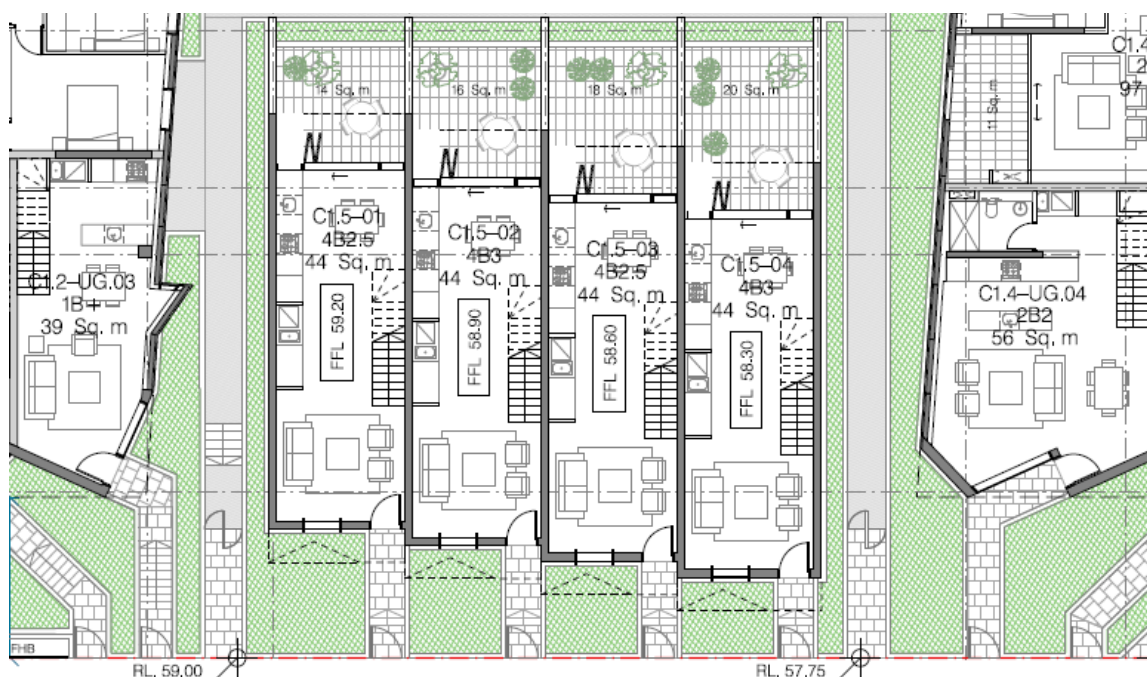 14 Sq. m
16 Sq. m
18 Sq. m
20 Sq. m
11 Sq. m
C1.4
2
97
C1.5-01
4B2.5
44 Sq. m
FFL 59.20
C1.5-02
4B3
44 Sq. m
FFL 58.90
C1.5-03
4B2.5
44 Sq. m
FFL 58.60
C1.5-04
4B3
44 Sq. m
FFL 58.30
C1.2-UG.03
1B+
39 Sq. m
C1.4-UG.04
2B2
56 Sq. m
FHB
RL. 59.00
RL. 57.75